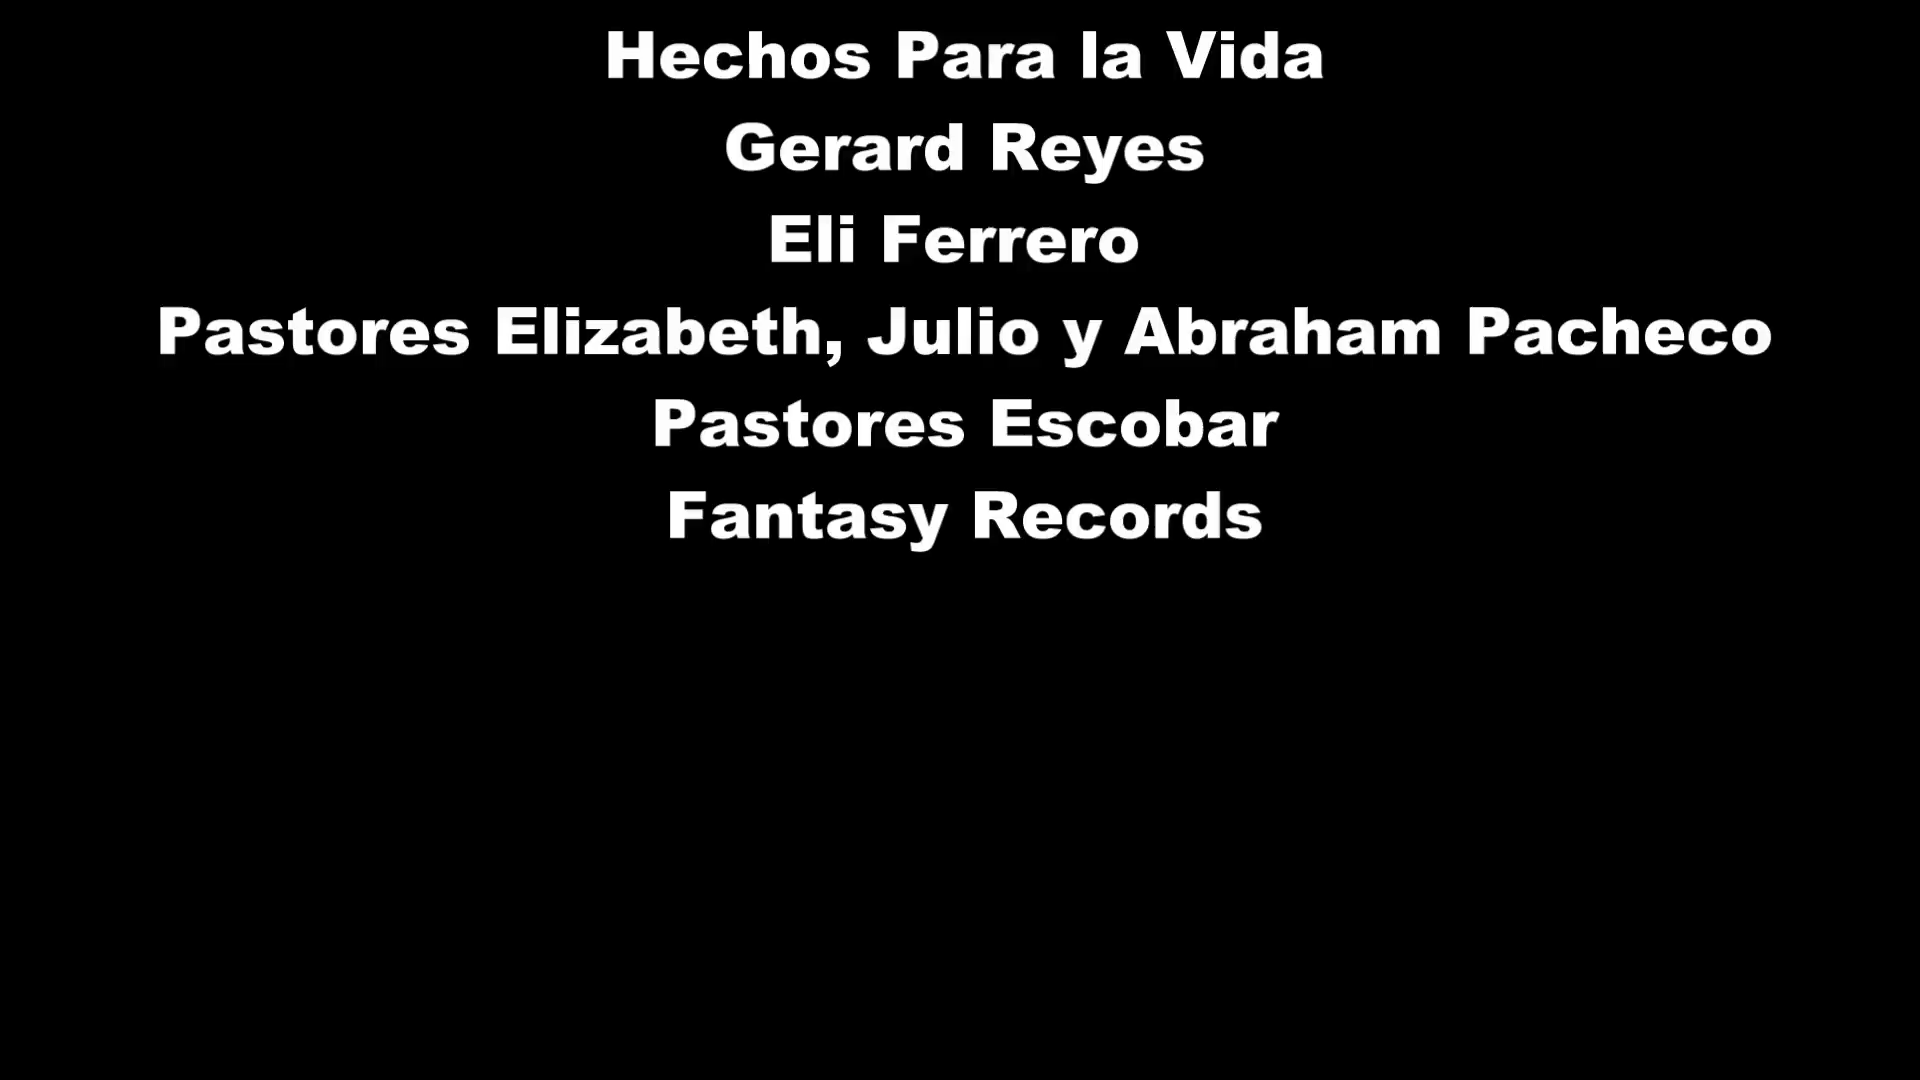 Hechos Para la Vida
Gerard Reyes
Eli Ferrero
Pastores Elizabeth, Julio y Abraham Pacheco
Pastores Escobar
Fantasy Records